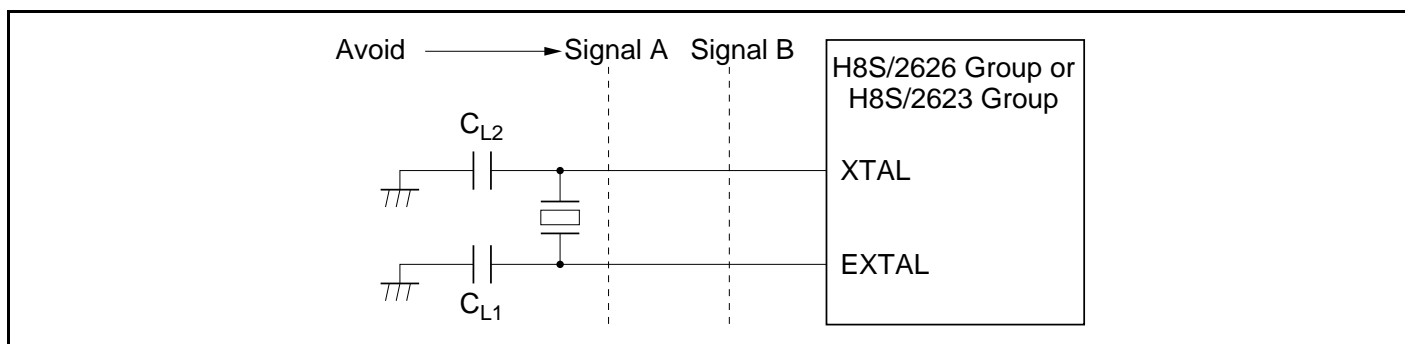 Avoid
Signal A
Signal B
H8S/2626 Group or
H8S/2623 Group
CL2
XTAL
EXTAL
CL1